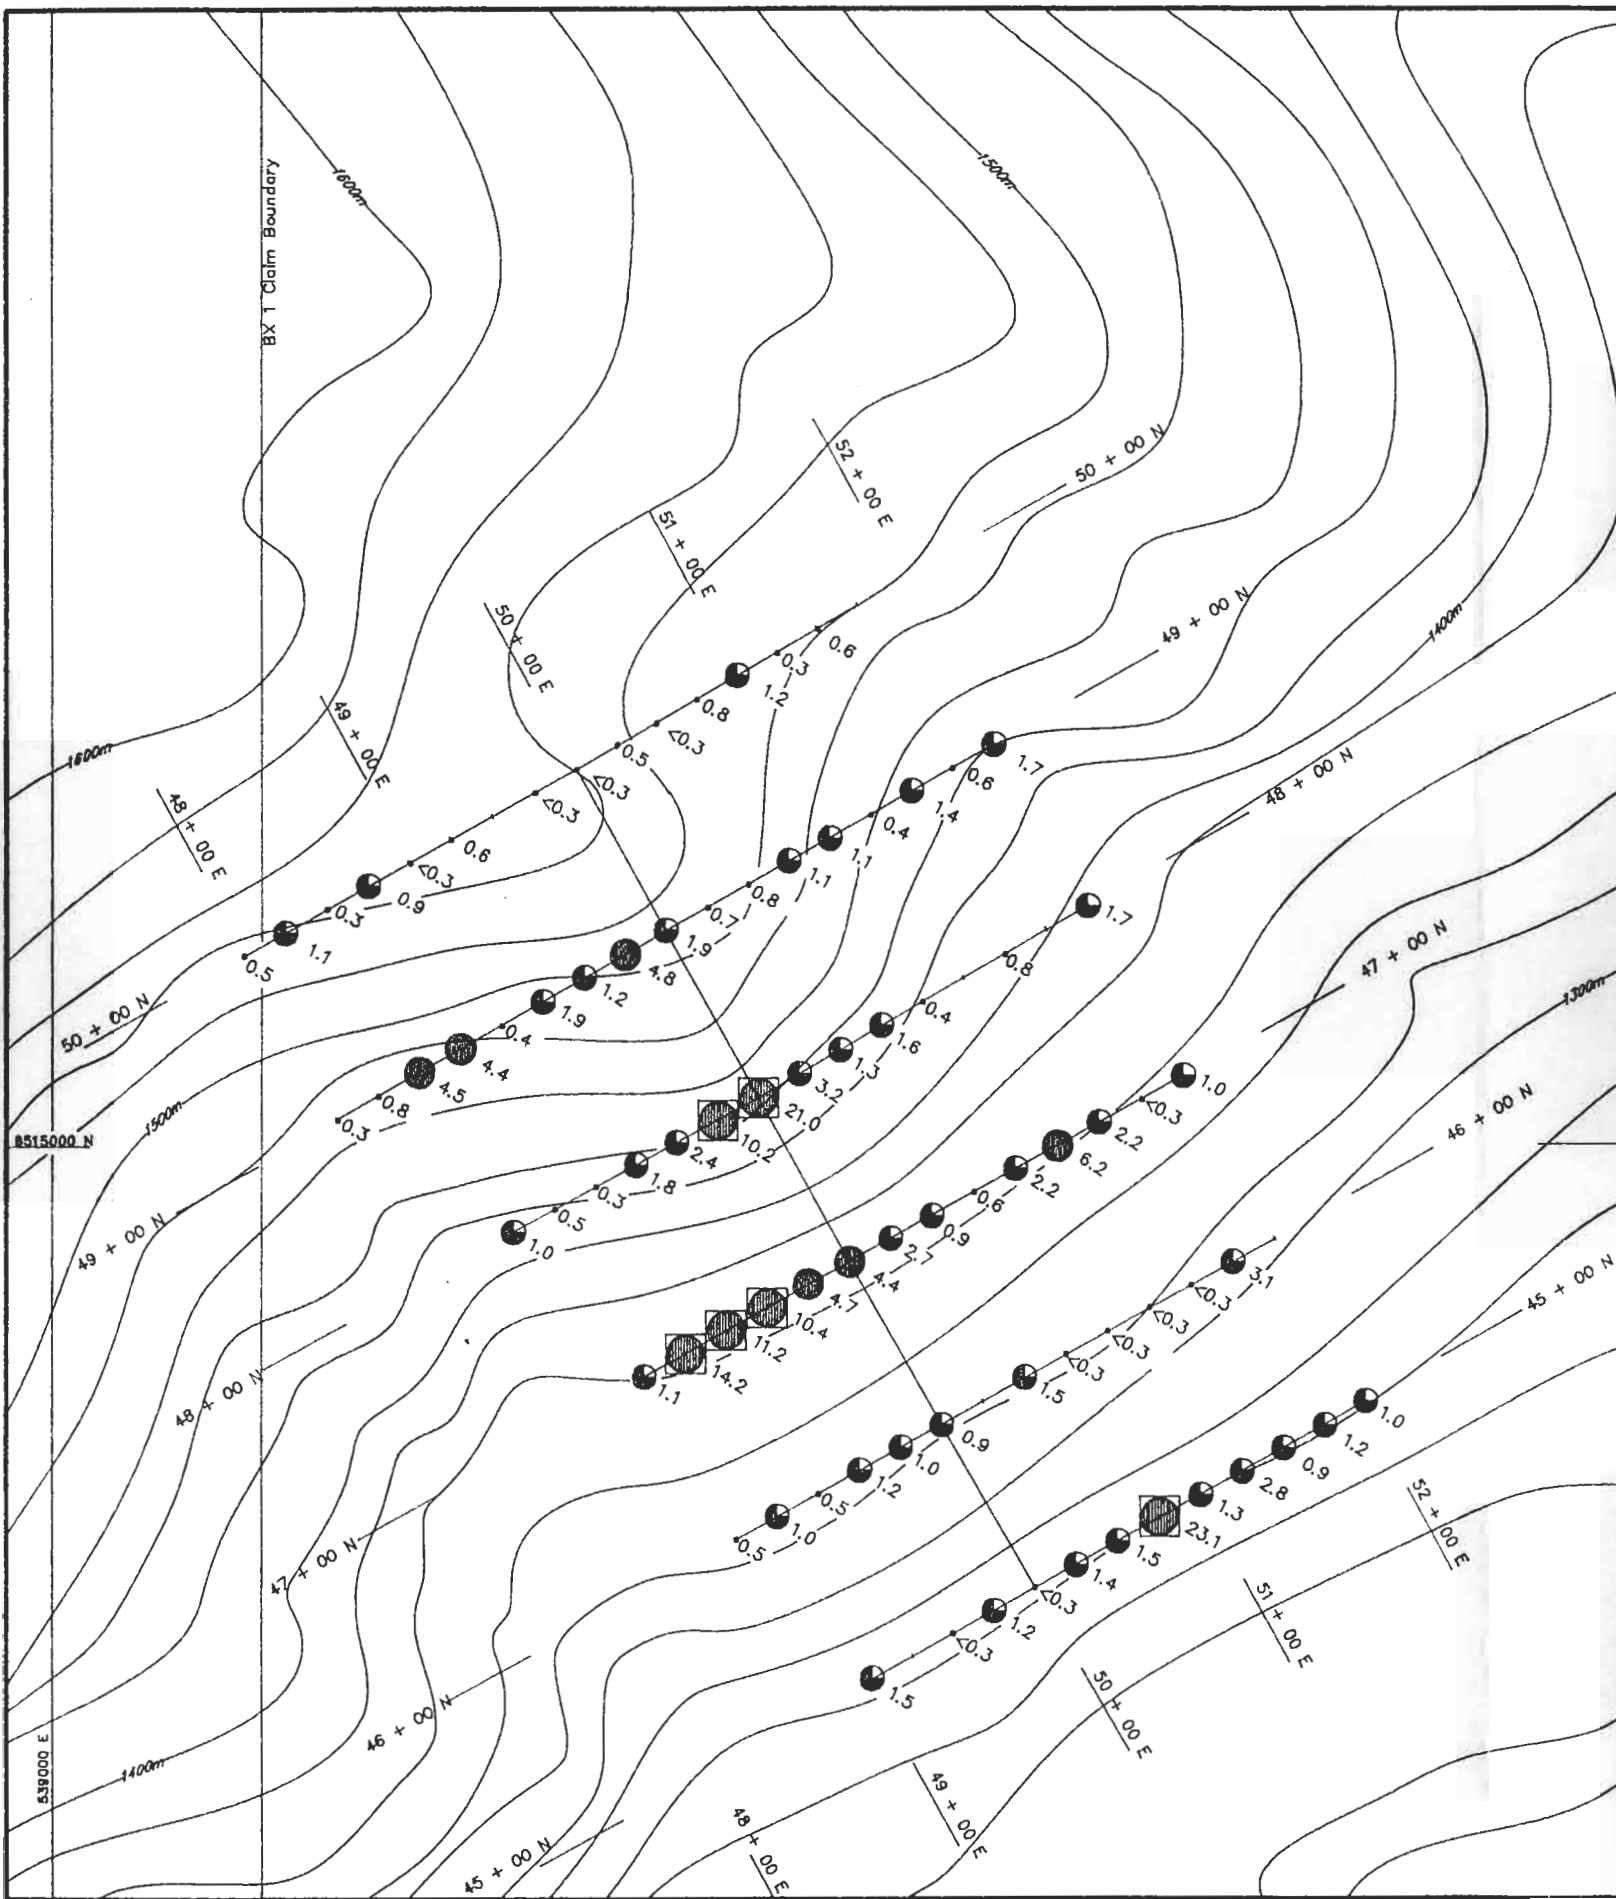 1600m
BX 1 Claim Boundary
1500m
52 + 00 E
50 + 00 N
51 + 00 E
50 + 00 E
49 + 00 N
1400m
49 + 00 E
1600m
48 + 00 E
48 + 00 N
47 + 00 N
1300m
50 + 00 N
0.5
1.1
0.3
0.9
<0.3
0.6
<0.3
<0.3
0.5
<0.3
0.8
1.2
0.3
0.6
1500m
8515000 N
0.3
0.8
4.5
4.4
0.4
1.9
1.2
4.8
1.9
0.7
0.8
1.1
1.1
0.4
1.4
0.6
1.7
49 + 00 N
1.0
0.5
0.3
1.8
2.4
10.2
21.0
3.2
1.3
1.6
0.4
0.8
1.7
46 + 00 N
48 + 00 N
1.1
14.2
11.2
10.4
4.7
4.4
2.7
0.9
0.6
2.2
6.2
2.2
<0.3
1.0
45 + 00 N
47 + 00 N
0.5
1.0
0.5
1.2
1.0
0.9
1.5
<0.3
<0.3
<0.3
<0.3
3.1
46 + 00 N
1.5
<0.3
1.2
<0.3
1.4
1.5
23.1
1.3
2.8
0.9
1.2
1.0
52 + 00 E
51 + 00 E
50 + 00 E
49 + 00 E
48 + 00 E
1400m
539000 E
45 + 00 N